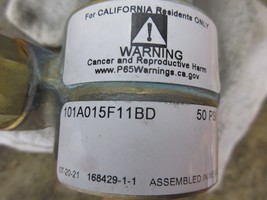 For CALIFORNIA Residents ONLY
WARNING
Cancer and Reproductive Harm
www.P65Warnings.ca.gov
101A015F11BD 50 PS
07-20-21 168429-1-1 ASSEMBLED IN